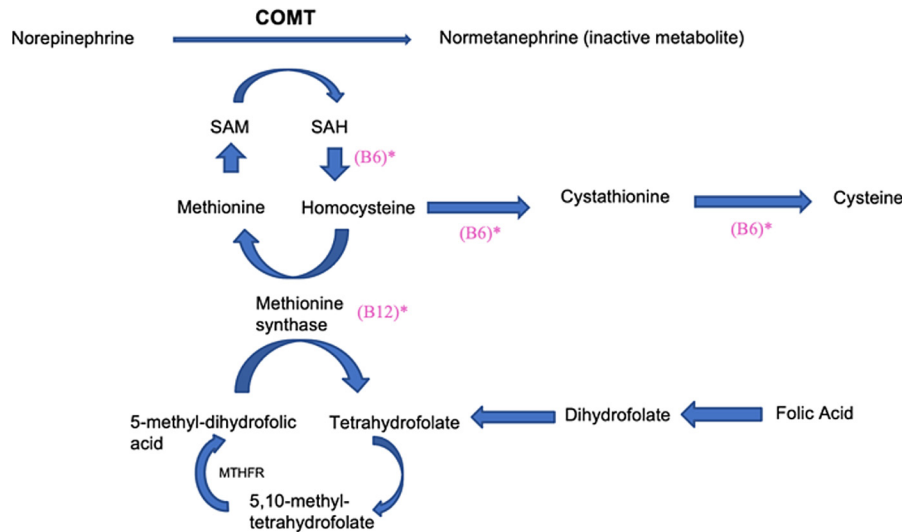 COMT
Norepinephrine
Normetanephrine (inactive metabolite)
SAM
SAH
(B6)*
Methionine
Homocysteine
Cystathionine
Cysteine
(B6)*
(B6)*
Methionine
synthase
(B12)*
5-methyl-dihydrofolic
acid
Tetrahydrofolate
Dihydrofolate
Folic Acid
MTHFR
5,10-methyl-
tetrahydrofolate